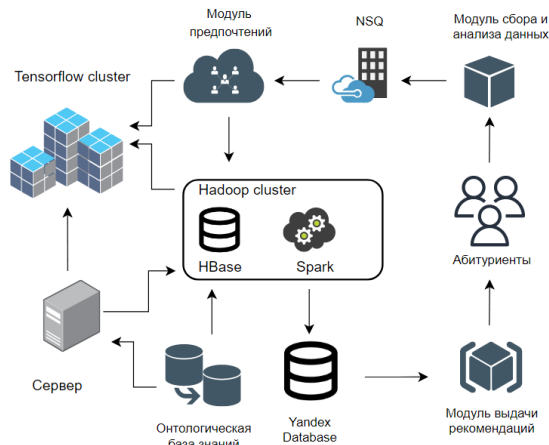 Модуль
предпочтений
NSQ
Модуль сбора и
анализа данных
Tensorflow cluster
Hadoop cluster
HBase
Spark
Абитуриенты
Сервер
Онтологическая
база знаний
Yandex
Database
Модуль выдачи
рекомендаций